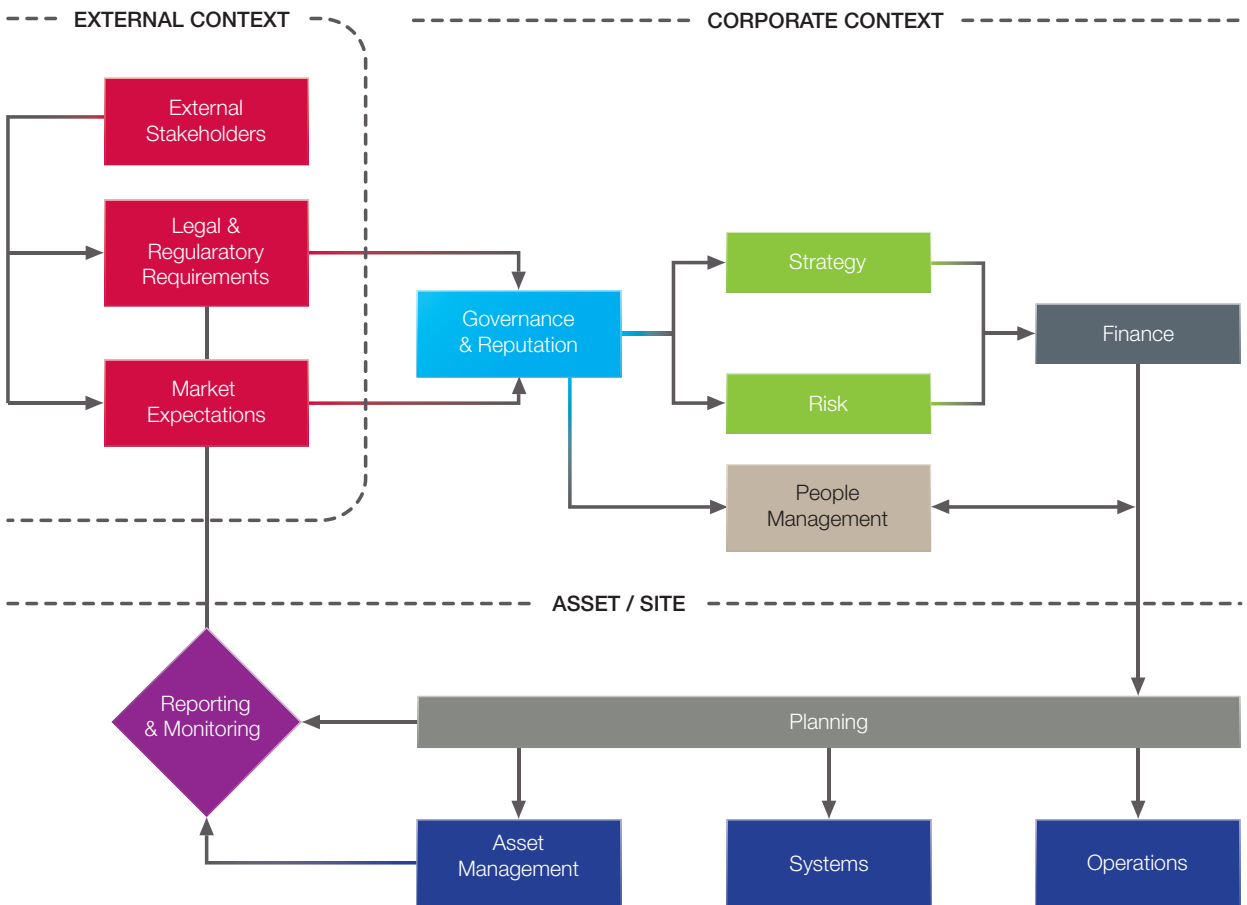 EXTERNAL CONTEXT
CORPORATE CONTEXT
External
Stakeholders
Legal &
Regularatory
Requirements
Market
Expectations
Governance
& Reputation
Strategy
Risk
People
Management
Finance
ASSET / SITE
Reporting
& Monitoring
Planning
Asset
Management
Systems
Operations